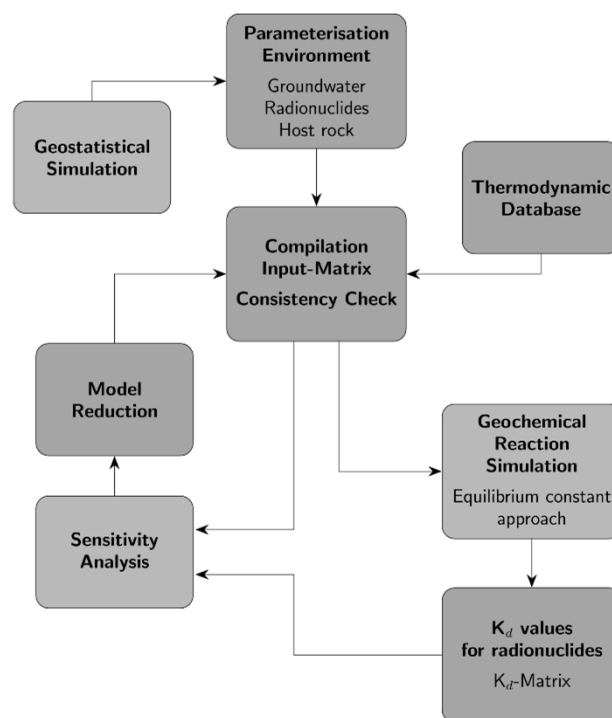 Parameterisation
Environment
Groundwater
Radionuclides
Host rock
Geostatistical
Simulation
Thermodynamic
Database
Compilation
Input-Matrix
Consistency Check
Model
Reduction
Geochemical
Reaction
Simulation
Equilibrium constant
approach
Sensitivity
Analysis
K_d values
for radionuclides
K_d-Matrix